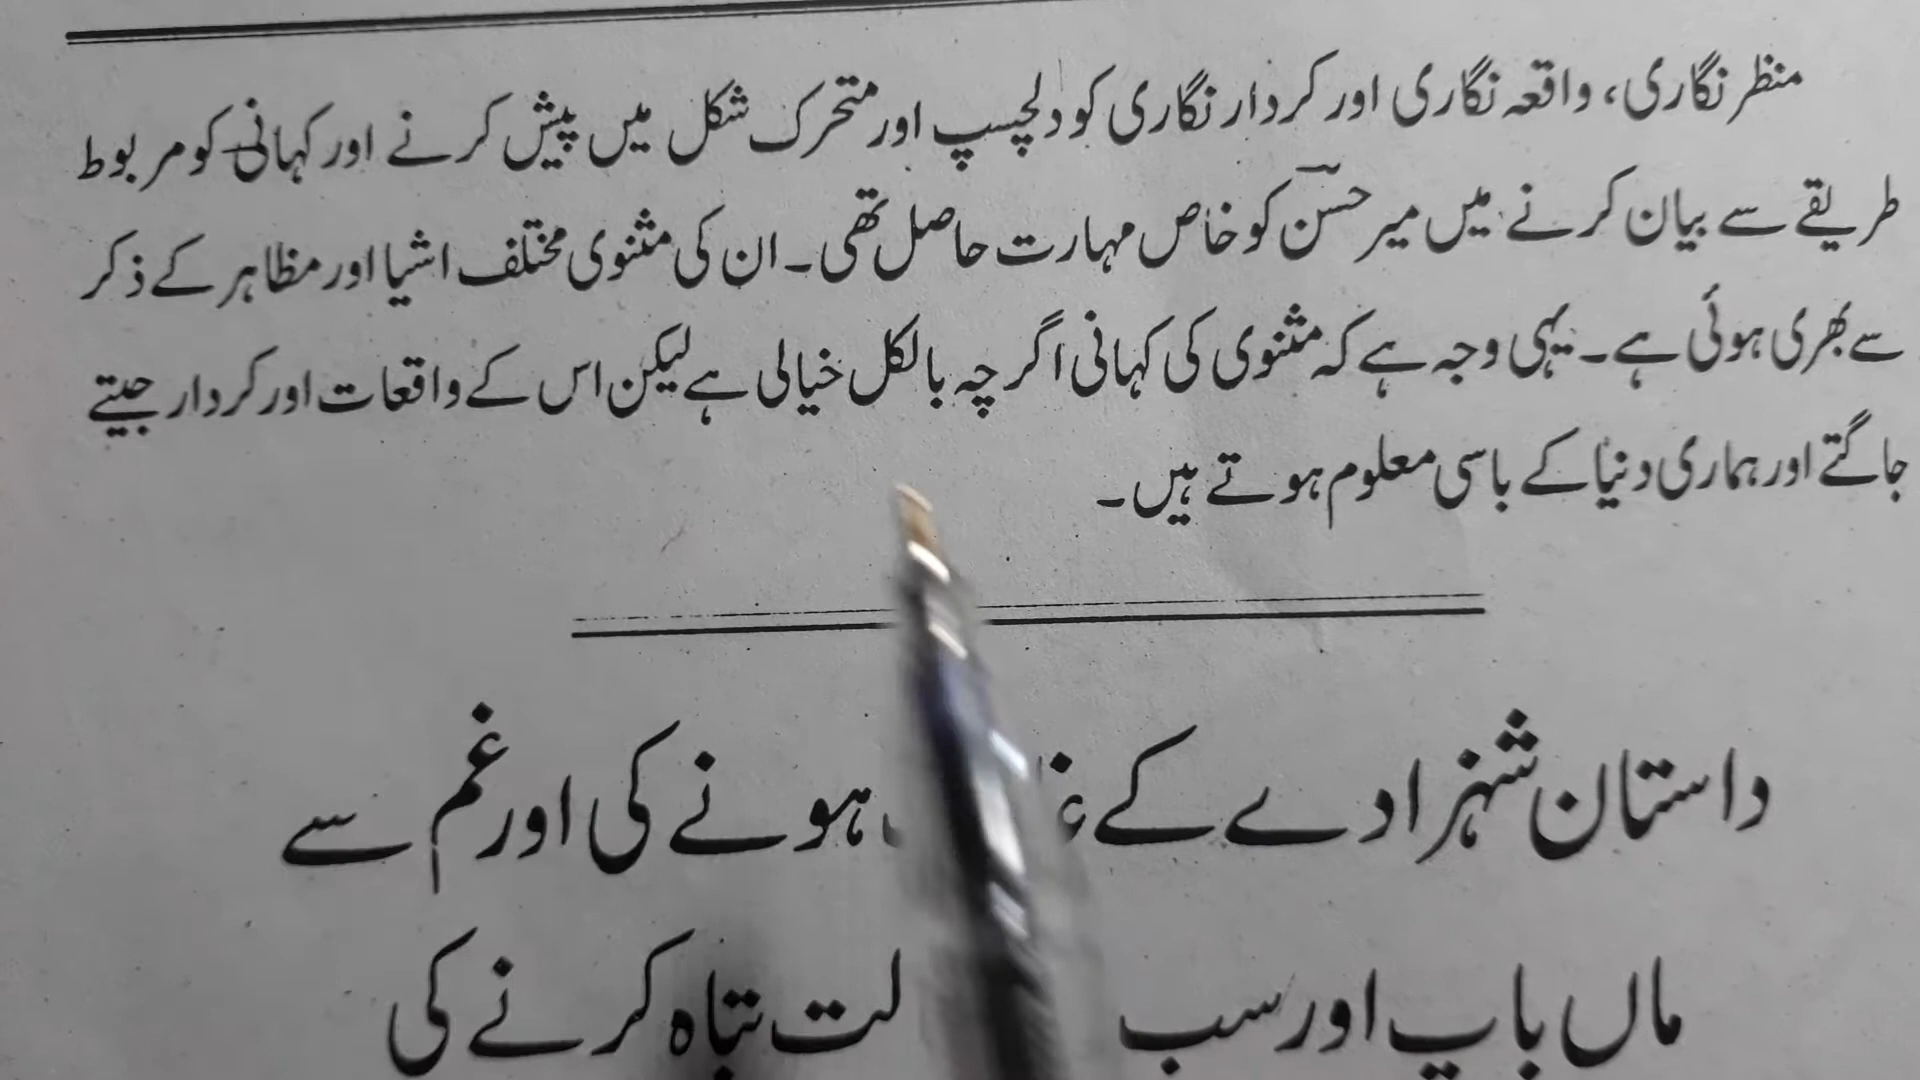 منظر نگاری، واقعہ نگاری اور کردار نگاری کو دلچسپ اور متحرک شکل میں پیش کرنے اور کہانی کو مربوط
طریقے سے بیان کرنے میں میر حسنؔ کو خاص مہارت حاصل تھی۔ ان کی مثنوی مختلف اشیا اور مظاہر کے ذکر
سے بھری ہوئی ہے۔ یہی وجہ ہے کہ مثنوی کی کہانی اگرچہ بالکل خیالی ہے لیکن اس کے واقعات اور کردار جیتے
جاگتے اور ہماری دنیا کے باسی معلوم ہوتے ہیں۔
داستان شہزادے کے ہونے کی اور غم سے
ماں باپ اور سب تباہ کرنے کی